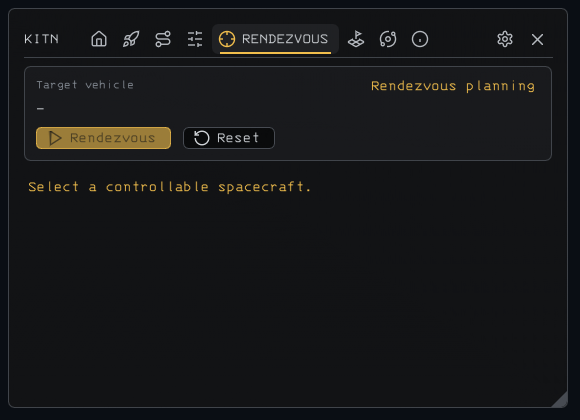 KITN RENDEZVOUS
Target vehicle
Rendezvous planning
–
Rendezvous Reset
Select a controllable spacecraft.